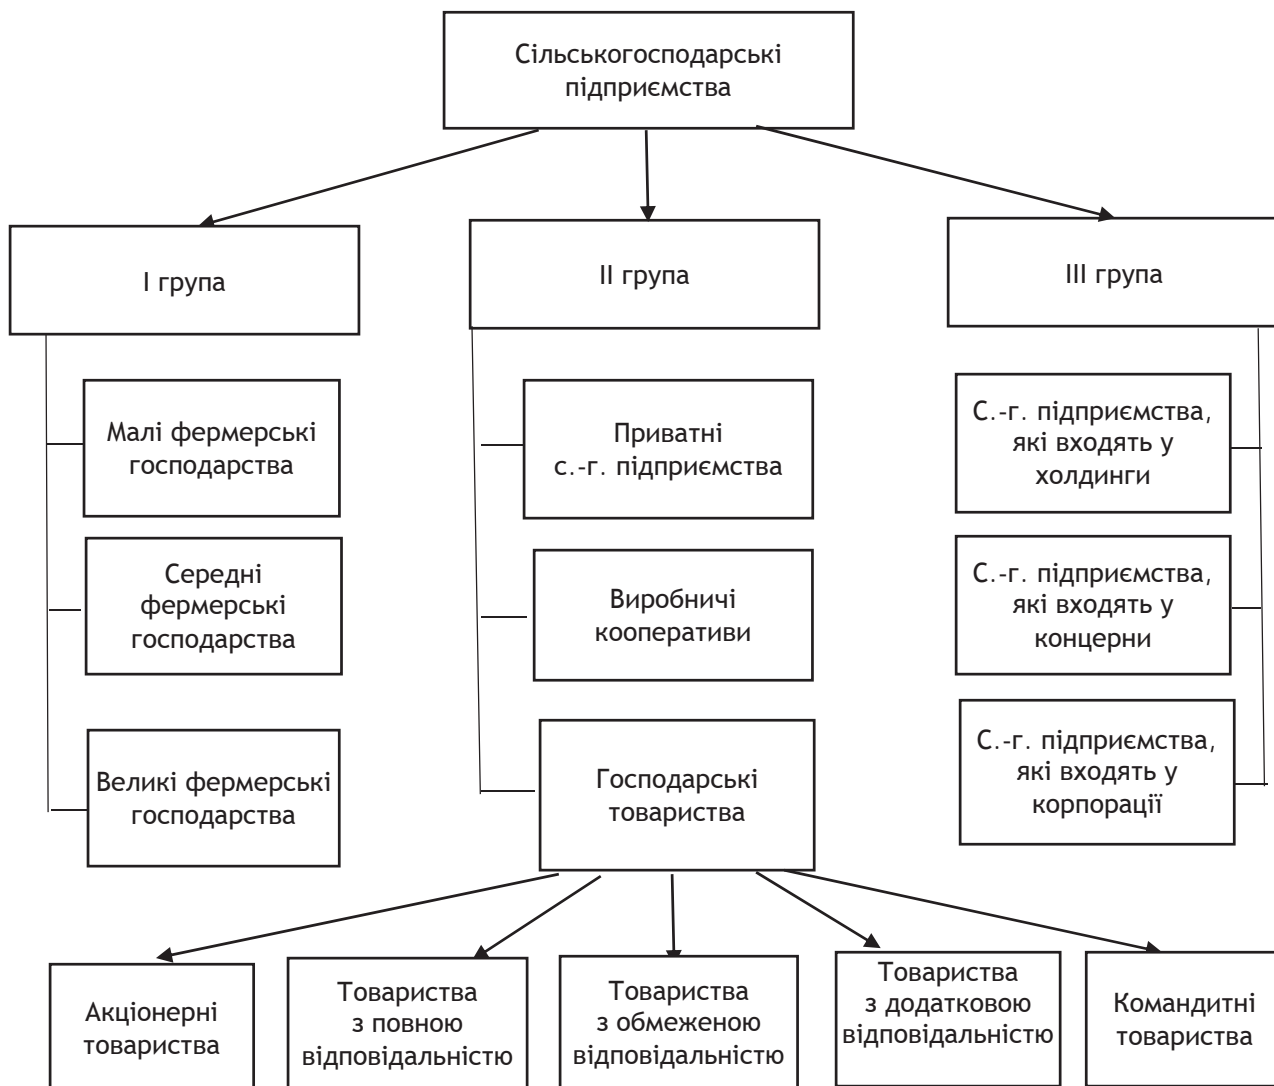 Сільськогосподарські
підприємства
І група
ІІ група
ІІІ група
Малі фермерські
господарства
Середні
фермерські
господарства
Великі фермерські
господарства
Приватні
с.-г. підприємства
Виробничі
кооперативи
Господарські
товариства
С.-г. підприємства,
які входять у
холдинги
С.-г. підприємства,
які входять у
концерни
С.-г. підприємства,
які входять у
корпорації
Акціонерні
товариства
Товариства
з повною
відповідальністю
Товариства
з обмеженою
відповідальністю
Товариства
з додатковою
відповідальністю
Командитні
товариства